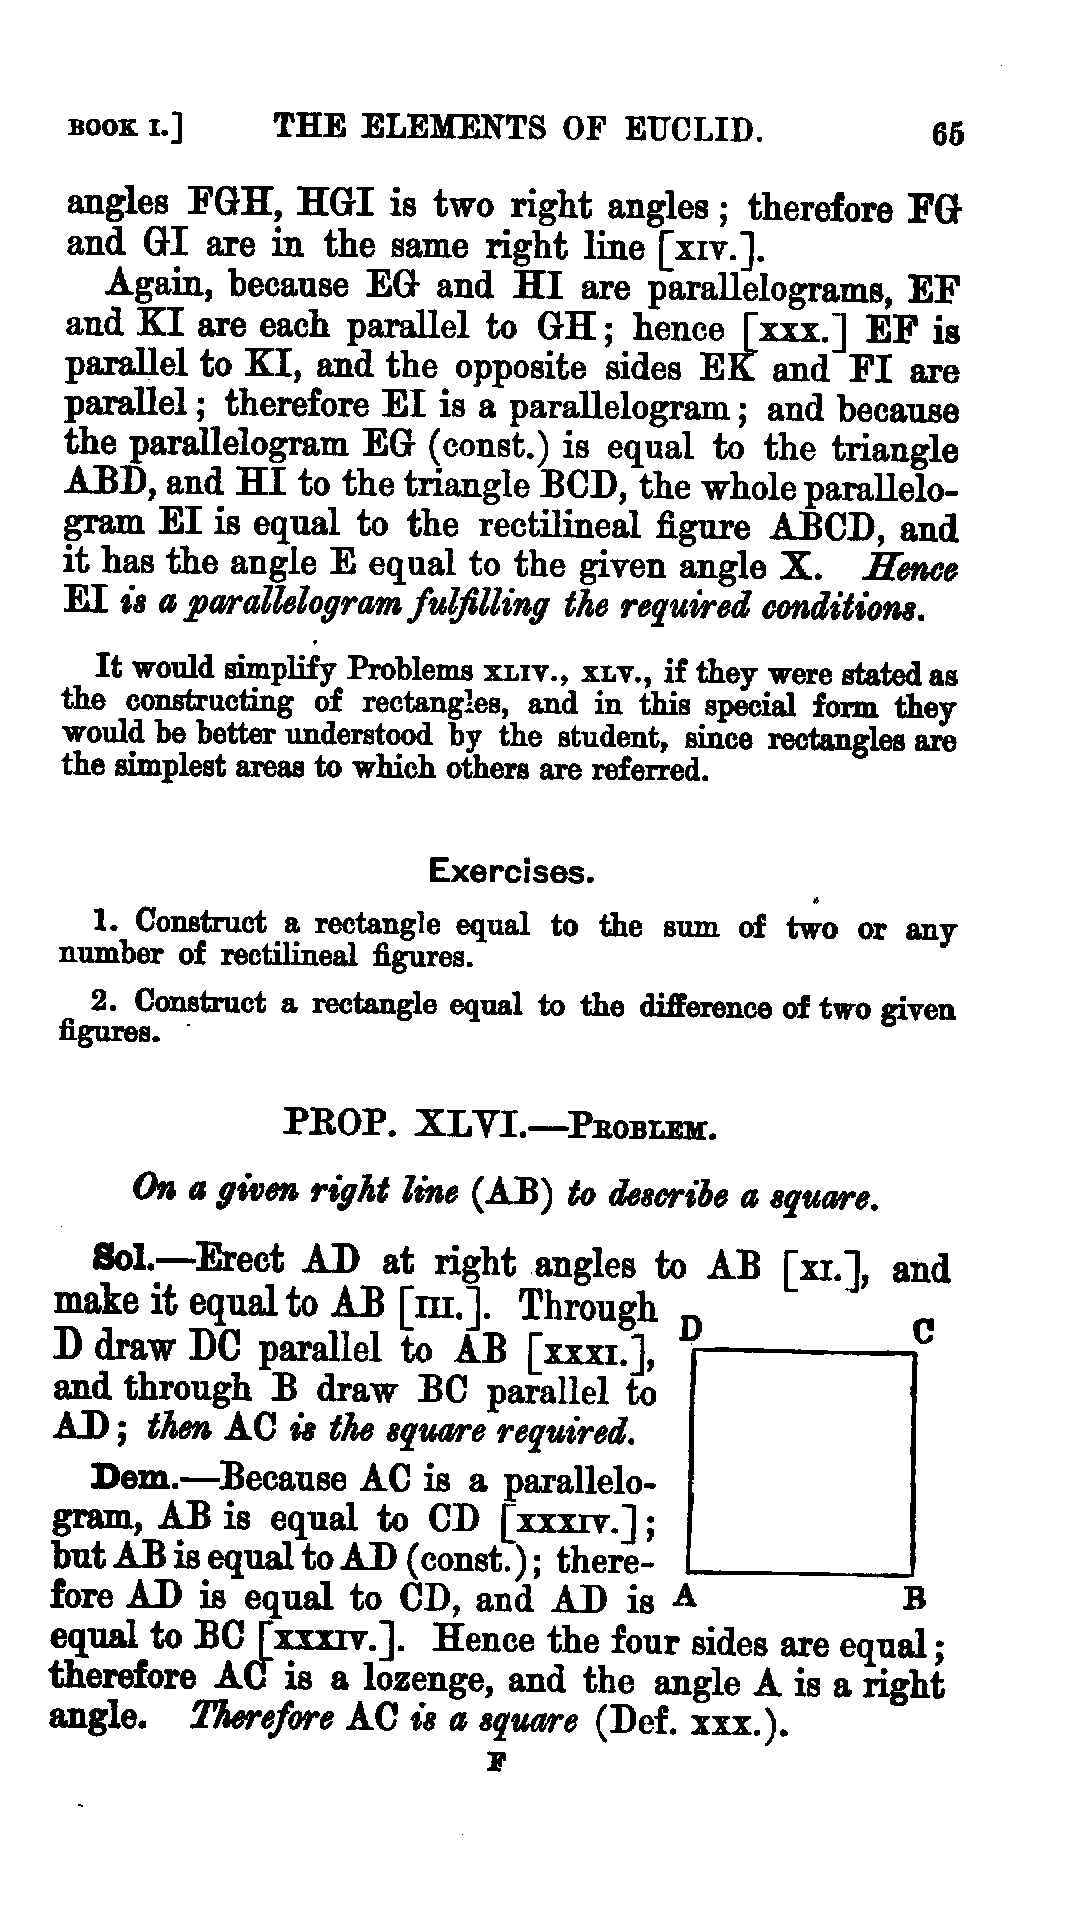 BOOK I.] THE ELEMENTS OF EUCLID. 65
angles FGH, HGI is two right angles; therefore FG
and GI are in the same right line [XIV.].
Again, because EG and HI are parallelograms, EF
and KI are each parallel to GH; hence [XXX.] EF is
parallel to KI, and the opposite sides EK and FI are
parallel; therefore EI is a parallelogram; and because
the parallelogram EG (const.) is equal to the triangle
ABD, and HI to the triangle BCD, the whole parallelo-
gram EI is equal to the rectilineal figure ABCD, and
it has the angle E equal to the given angle X. Hence
EI is a parallelogram fulfilling the required conditions.
It would simplify Problems XLIV., XLV., if they were stated as
the constructing of rectangles, and in this special form they
would be better understood by the student, since rectangles are
the simplest areas to which others are referred.
Exercises.
1. Construct a rectangle equal to the sum of two or any
number of rectilineal figures.
2. Construct a rectangle equal to the difference of two given
figures.
PROP. XLVI.—PROBLEM.
On a given right line (AB) to describe a square.
Sol.—Erect AD at right angles to AB [XI.], and
make it equal to AB [III.]. Through
D draw DC parallel to AB [XXXI.],
and through B draw BC parallel to
AD; then AC is the square required.
Dem.—Because AC is a parallelo-
gram, AB is equal to CD [XXXIV.];
but AB is equal to AD (const.); there-
fore AD is equal to CD, and AD is
equal to BC [XXXIV.]. Hence the four sides are equal;
therefore AC is a lozenge, and the angle A is a right
angle. Therefore AC is a square (Def. XXX.).
D C
A B
F